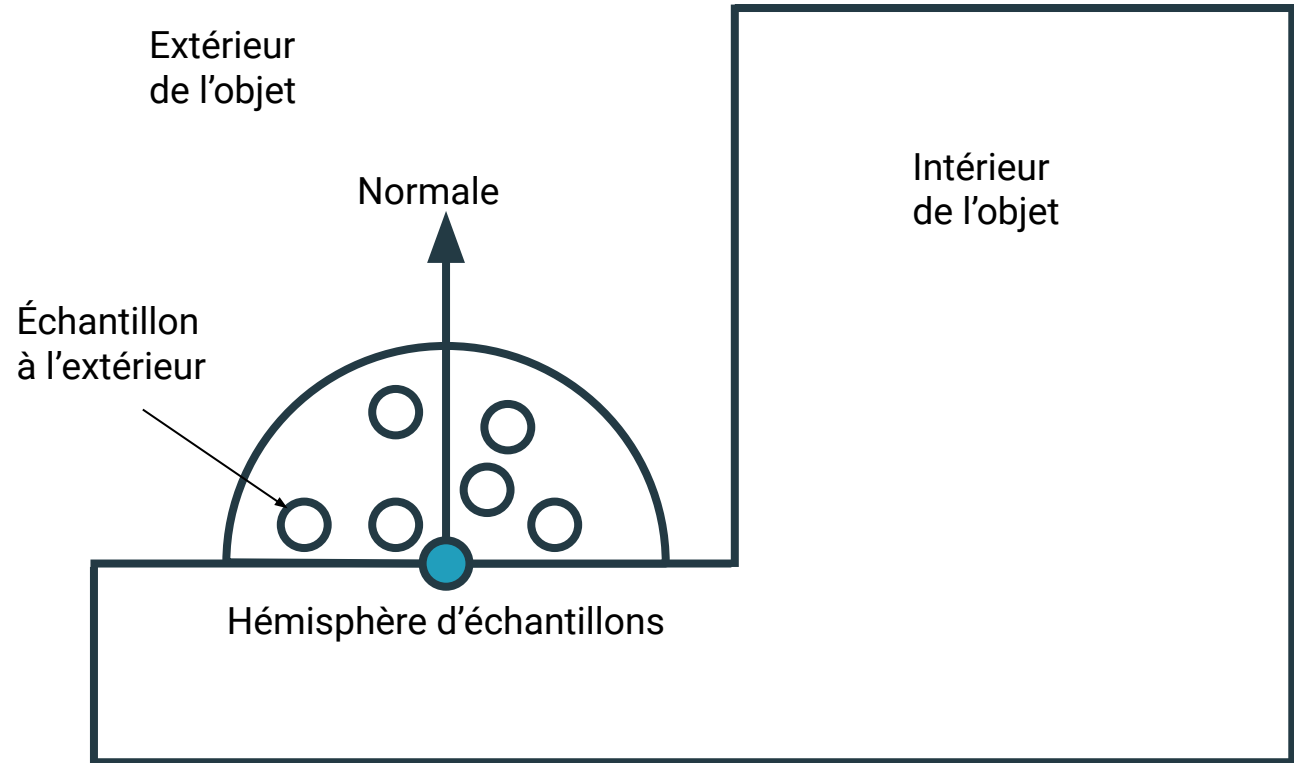 Extérieur
de l’objet
Intérieur
de l’objet
Normale
Échantillon
à l’extérieur
Hémisphère d’échantillons